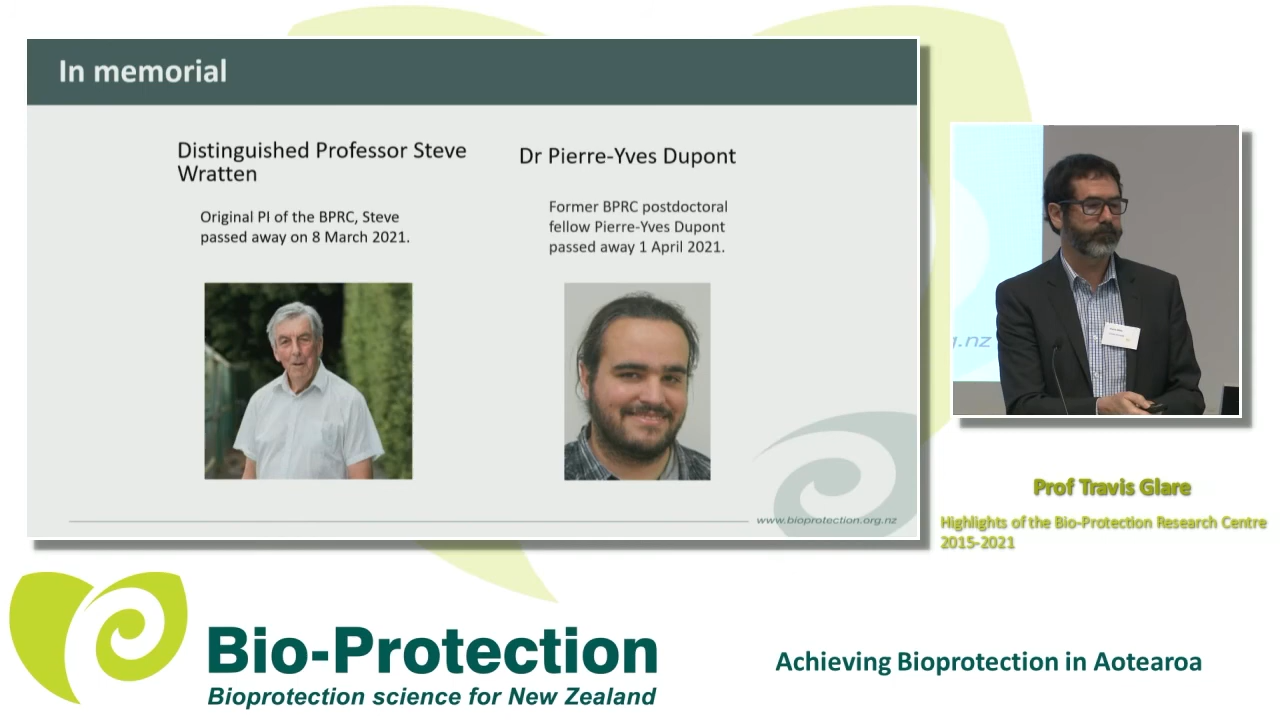 In memorial
Distinguished Professor Steve
Wratten
Original PI of the BPRC, Steve
passed away on 8 March 2021.
Dr Pierre-Yves Dupont
Former BPRC postdoctoral
fellow Pierre-Yves Dupont
passed away 1 April 2021.
www.bioprotection.org.nz
g.nz
Prof Travis Glare
Highlights of the Bio-Protection Research Centre
2015-2021
Bio-Protection
Bioprotection science for New Zealand
Achieving Bioprotection in Aotearoa